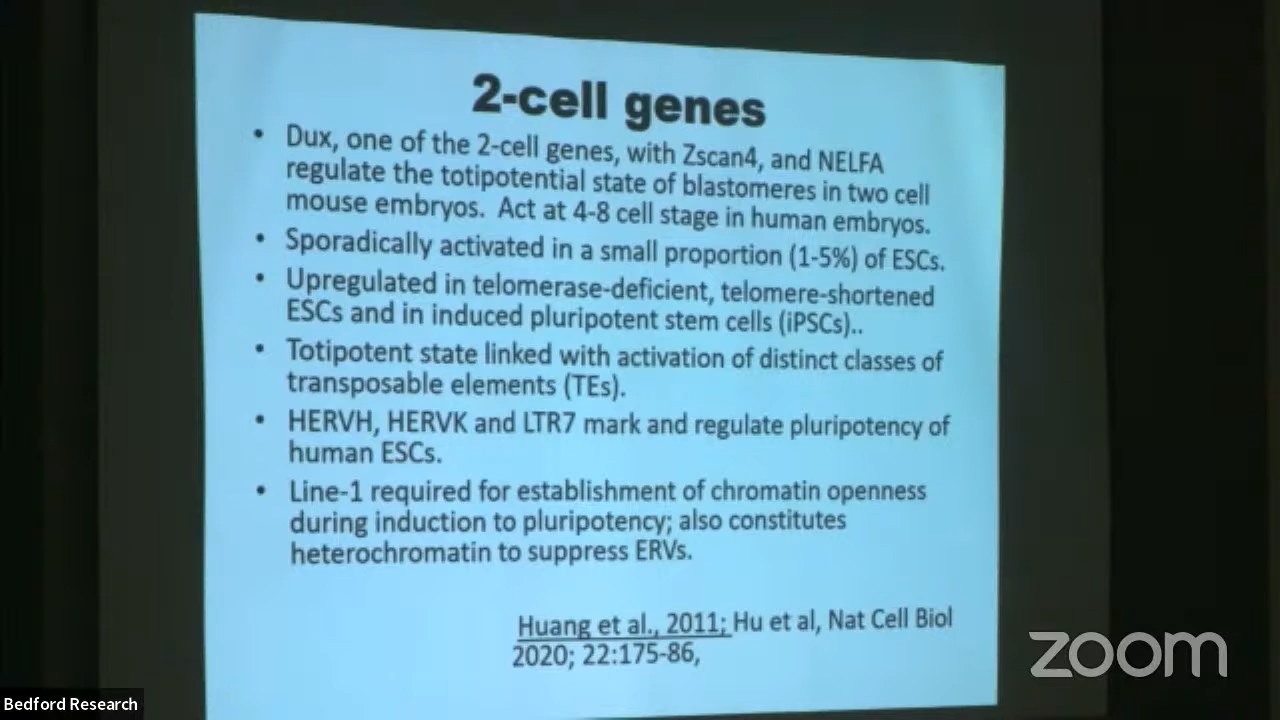 2-cell genes
• Dux, one of the 2-cell genes, with Zscan4, and NELFA
regulate the totipotential state of blastomeres in two cell
mouse embryos. Act at 4-8 cell stage in human embryos.
• Sporadically activated in a small proportion (1-5%) of ESCs.
• Upregulated in telomerase-deficient, telomere-shortened
ESCs and in induced pluripotent stem cells (iPSCs)..
• Totipotent state linked with activation of distinct classes of
transposable elements (TEs).
• HERVH, HERVK and LTR7 mark and regulate pluripotency of
human ESCs.
• Line-1 required for establishment of chromatin openness
during induction to pluripotency; also constitutes
heterochromatin to suppress ERVs.
Huang et al., 2011; Hu et al, Nat Cell Biol
2020; 22:175-86,
zoom
Bedford Research